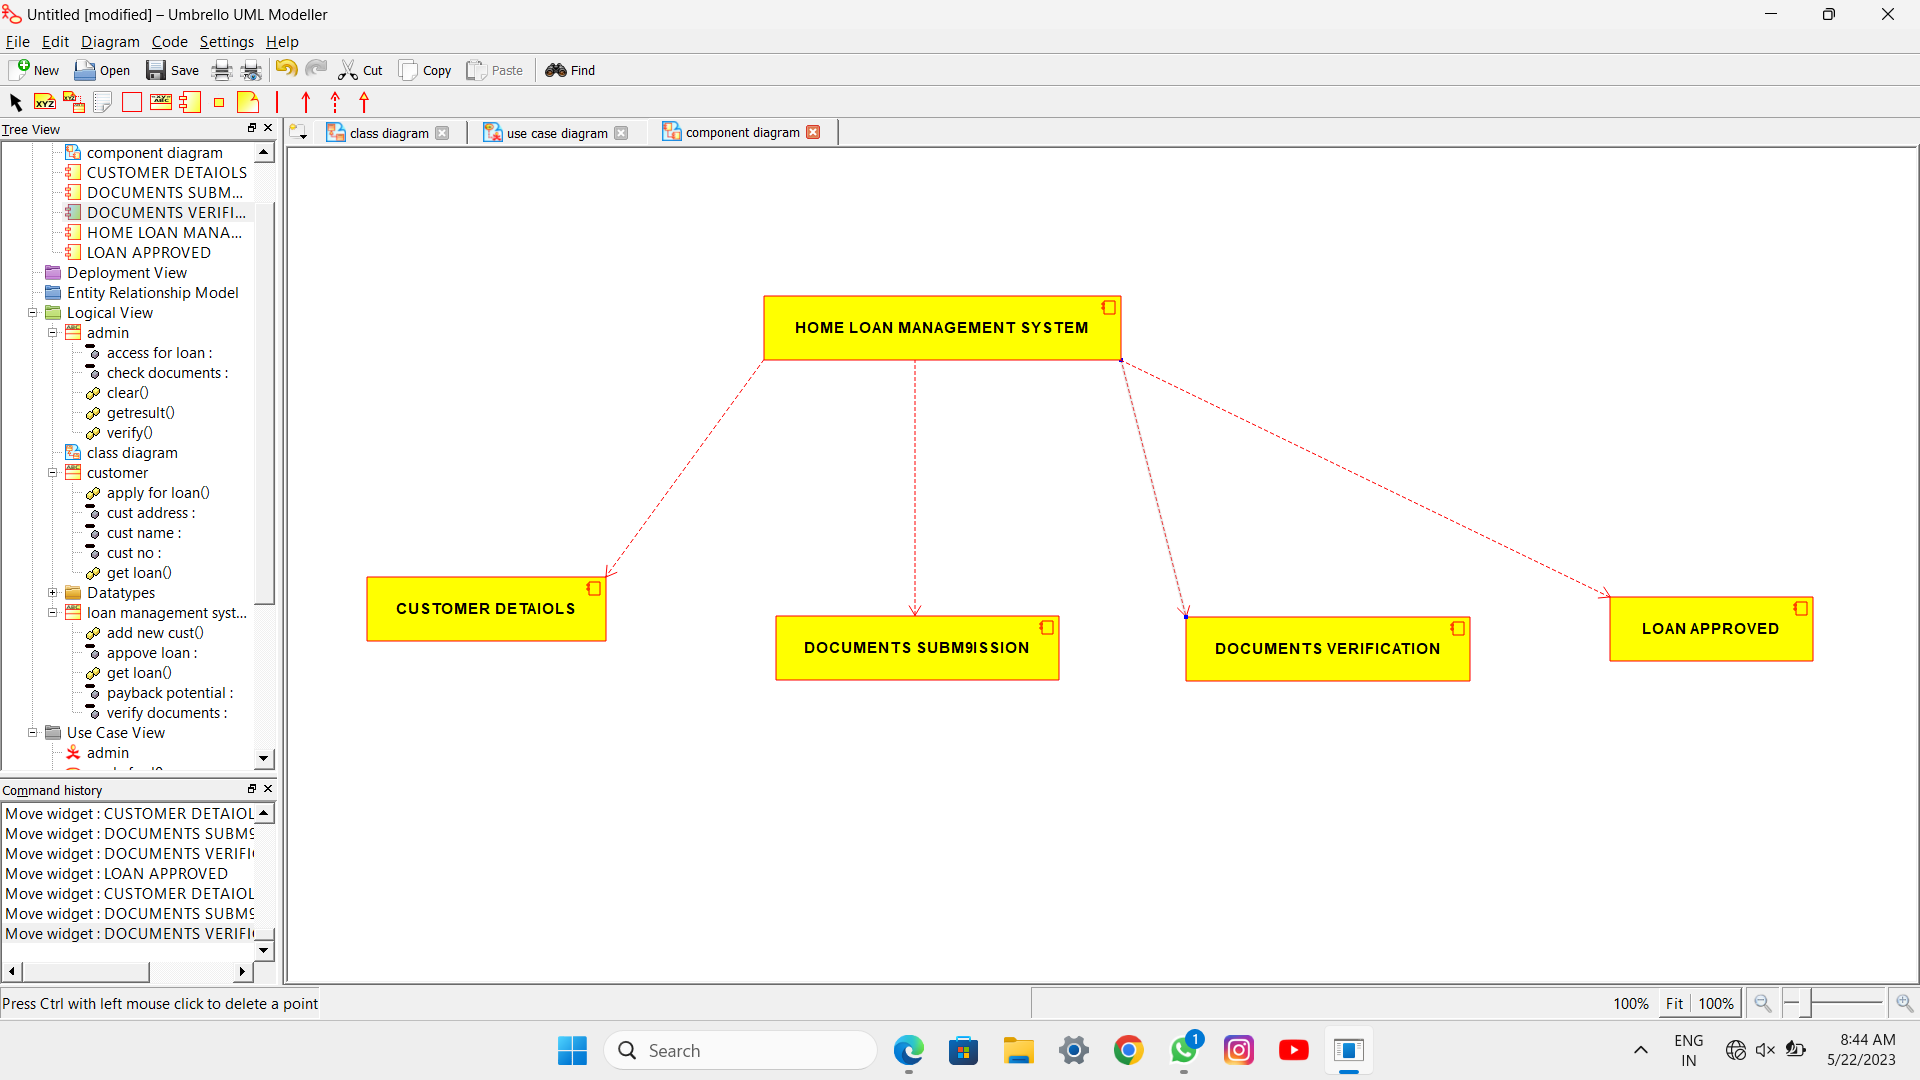 Untitled [modified] – Umbrello UML Modeller
File Edit Diagram Code Settings Help
New Open Save Cut Copy Paste Find
Tree View
class diagram
use case diagram
component diagram
component diagram
CUSTOMER DETAIOLS
DOCUMENTS SUBM...
DOCUMENTS VERIFI...
HOME LOAN MANA...
LOAN APPROVED
Deployment View
Entity Relationship Model
Logical View
admin
access for loan :
check documents :
clear()
getresult()
verify()
class diagram
customer
apply for loan()
cust address :
cust name :
cust no :
get loan()
Datatypes
loan management syst...
add new cust()
appove loan :
get loan()
payback potential :
verify documents :
Use Case View
admin
HOME LOAN MANAGEMENT SYSTEM
CUSTOMER DETAIOLS
DOCUMENTS SUBM9ISSION
DOCUMENTS VERIFICATION
LOAN APPROVED
Command history
Move widget : CUSTOMER DETAIOL
Move widget : DOCUMENTS SUBM9
Move widget : DOCUMENTS VERIFI
Move widget : LOAN APPROVED
Move widget : CUSTOMER DETAIOL
Move widget : DOCUMENTS SUBM9
Move widget : DOCUMENTS VERIFI
Press Ctrl with left mouse click to delete a point
100% Fit 100%
Search
1
ENG
IN
8:44 AM
5/22/2023